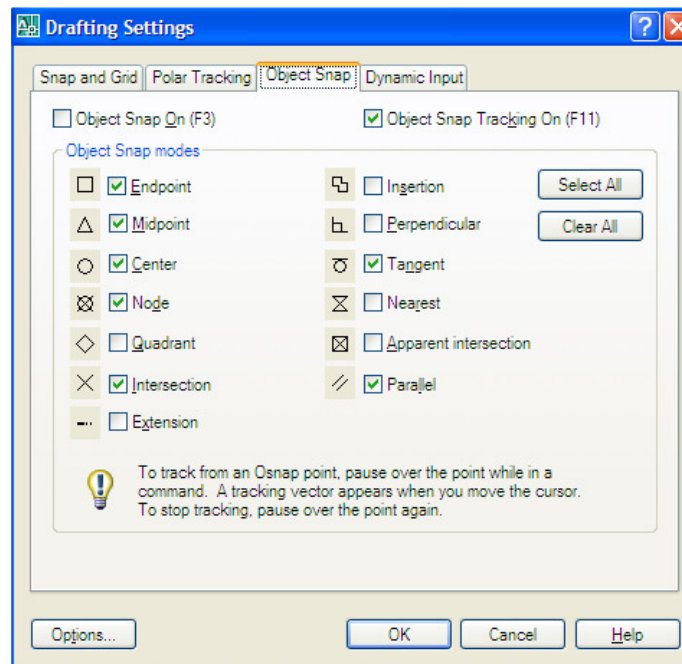 Drafting Settings
Snap and Grid Polar Tracking Object Snap Dynamic Input
Object Snap On (F3) Object Snap Tracking On (F11)
Object Snap modes
Endpoint Insertion Select All
Midpoint Perpendicular Clear All
Center Tangent
Node Nearest
Quadrant Apparent intersection
Intersection Parallel
Extension
To track from an Osnap point, pause over the point while in a
command. A tracking vector appears when you move the cursor.
To stop tracking, pause over the point again.
Options... OK Cancel Help